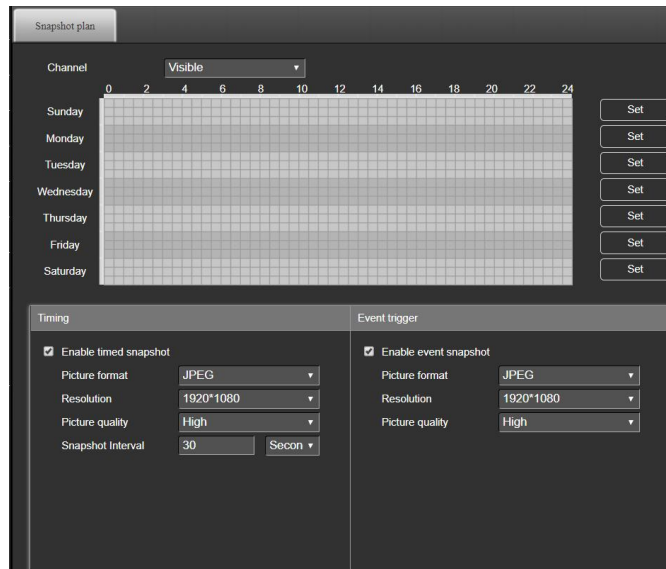 Snapshot plan
Channel Visible
0 2 4 6 8 10 12 14 16 18 20 22 24
Sunday Set
Monday Set
Tuesday Set
Wednesday Set
Thursday Set
Friday Set
Saturday Set
Timing Event trigger
Enable timed snapshot Enable event snapshot
Picture format JPEG Picture format JPEG
Resolution 1920*1080 Resolution 1920*1080
Picture quality High Picture quality High
Snapshot Interval 30 Secon